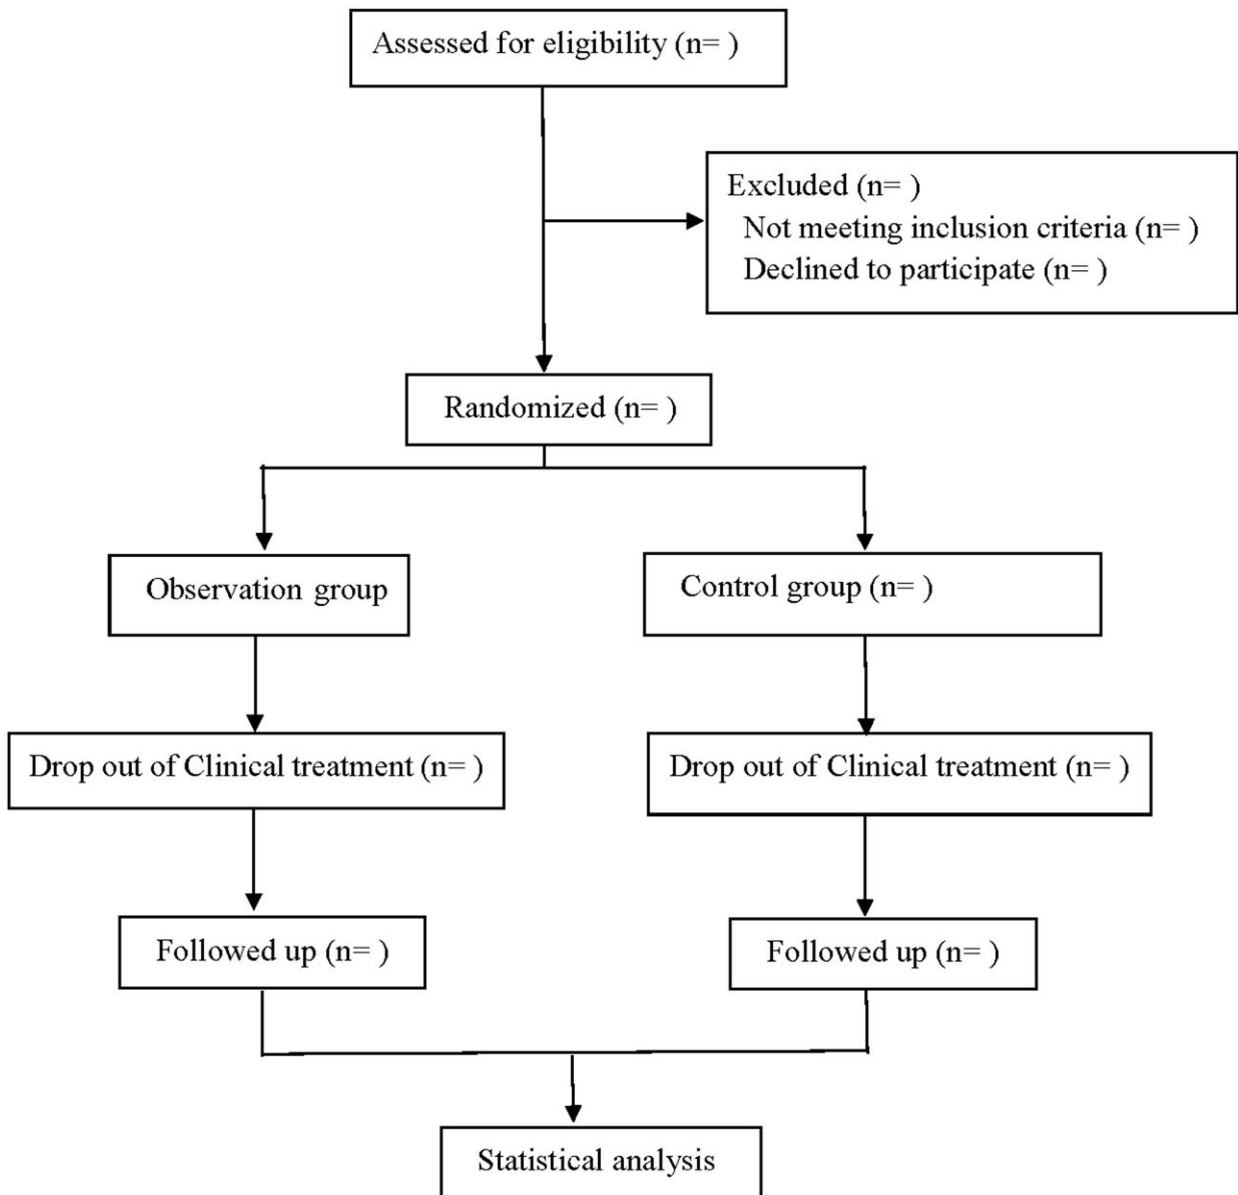 Assessed for eligibility (n= )
Excluded (n= )
Not meeting inclusion criteria (n= )
Declined to participate (n= )
Randomized (n= )
Observation group
Control group (n= )
Drop out of Clinical treatment (n= )
Drop out of Clinical treatment (n= )
Followed up (n= )
Followed up (n= )
Statistical analysis